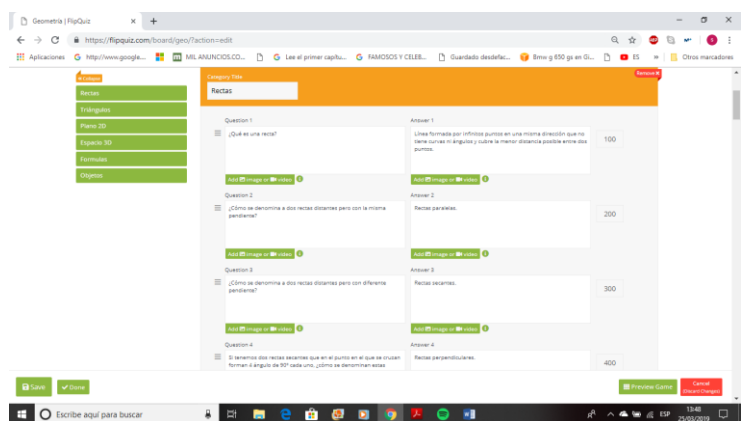 Geometría | FlipQuiz
https://flipquiz.com/board/geo/?action=edit
Aplicaciones
http://www.google...
MIL ANUNCIOS.CO...
Lee el primer capítu...
FAMOSOS Y CELEB...
Guardado desdefac...
Bmw g 650 gs en Gi...
ES
Otros marcadores
Collapse
Rectas
Triángulos
Plano 2D
Espacio 3D
Formulas
Objetos
Category Title
Remove
Rectas
Question 1
Answer 1
¿Qué es una recta?
Línea formada por infinitos puntos en una misma dirección que no
tiene curvas ni ángulos y cubre la menor distancia posible entre dos
puntos.
100
Add image or video
Add image or video
Question 2
Answer 2
¿Cómo se denomina a dos rectas distantes pero con la misma
pendiente?
Rectas paralelas.
200
Add image or video
Add image or video
Question 3
Answer 3
¿Cómo se denomina a dos rectas distantes pero con diferente
pendiente?
Rectas secantes.
300
Add image or video
Add image or video
Question 4
Answer 4
Si tenemos dos rectas secantes que en el punto en el que se cruzan
forman 4 ángulo de 90º cada uno, ¿cómo se denominan estas
Rectas perpendiculares.
400
Save
Done
Preview Game
Cancel
(Discard Changes)
Escribe aquí para buscar
ESP
13:48
25/03/2019